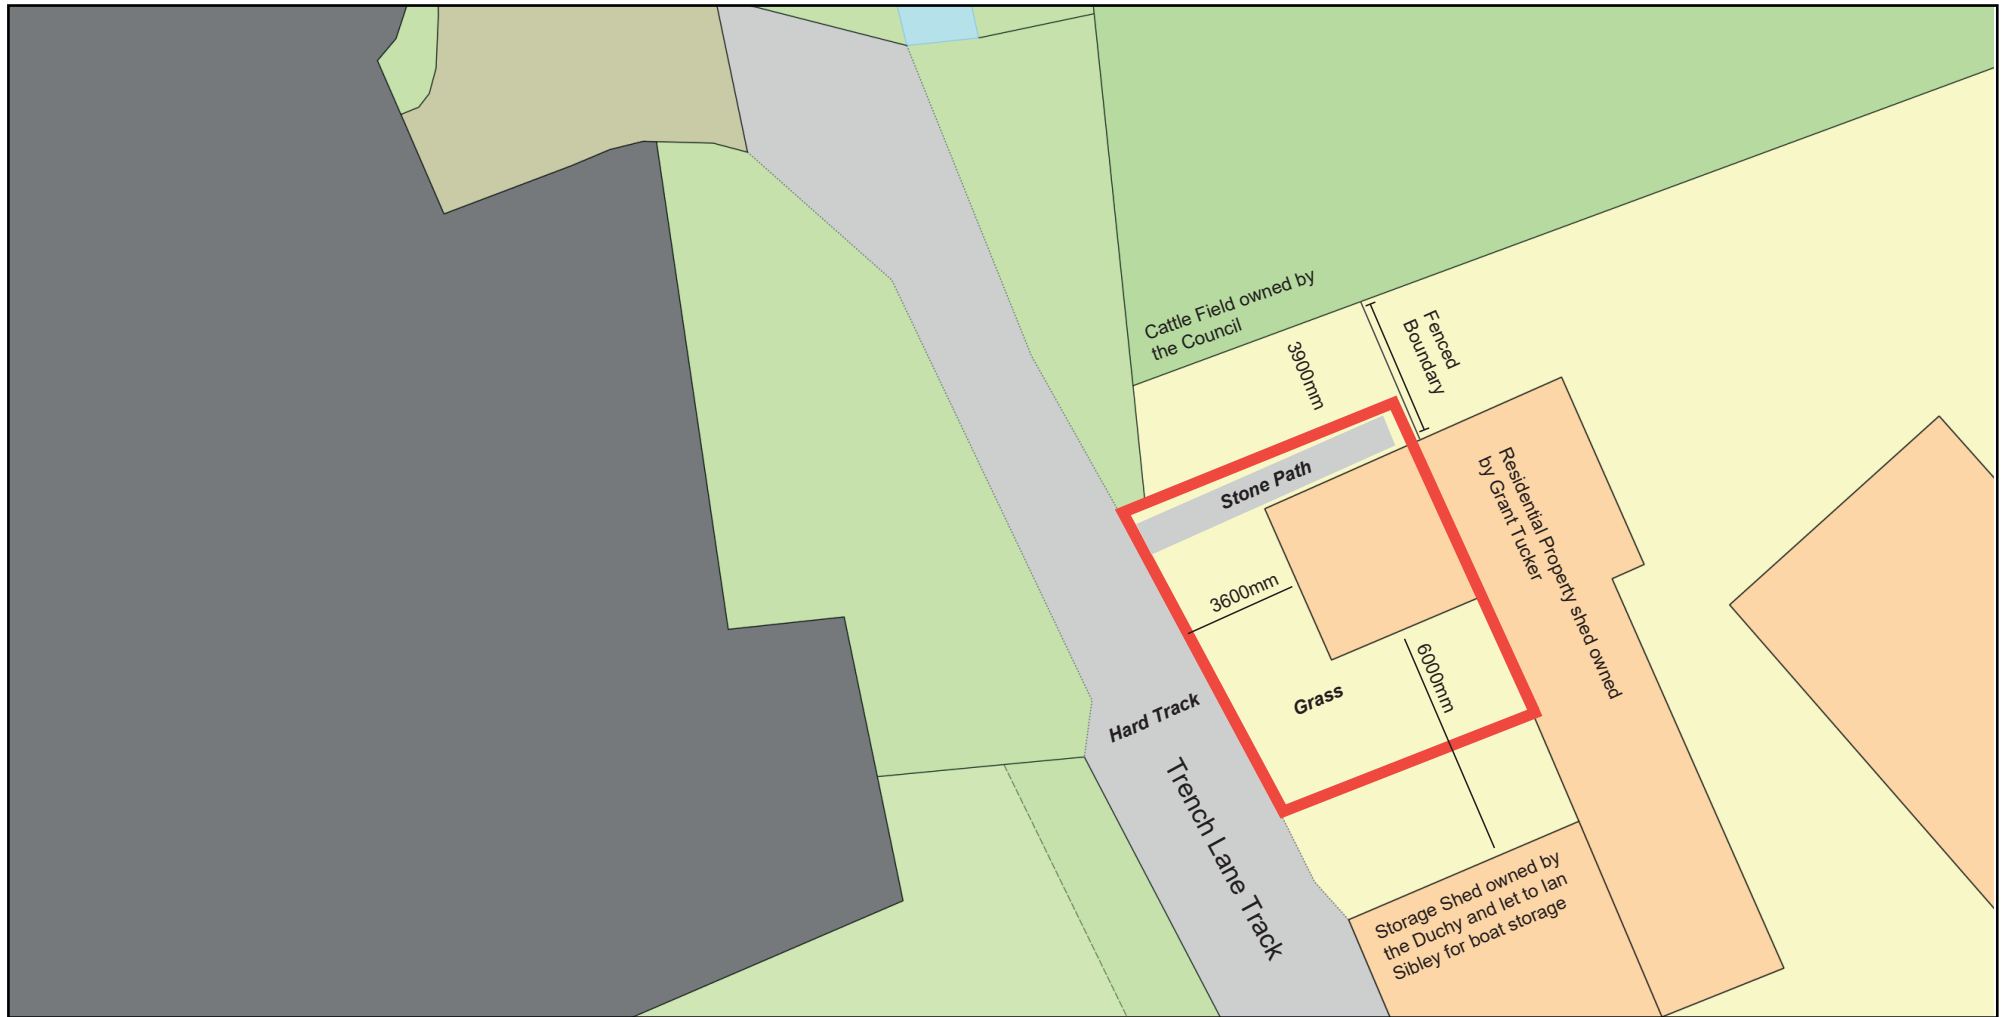 Cattle Field owned by
the Council
3900mm
Fenced
Boundary
Stone Path
Residential Property shed owned
by Grant Tucker
3600mm
6000mm
Grass
Hard Track
Trench Lane Track
Storage Shed owned by
the Duchy and let to Ian
Sibley for boat storage